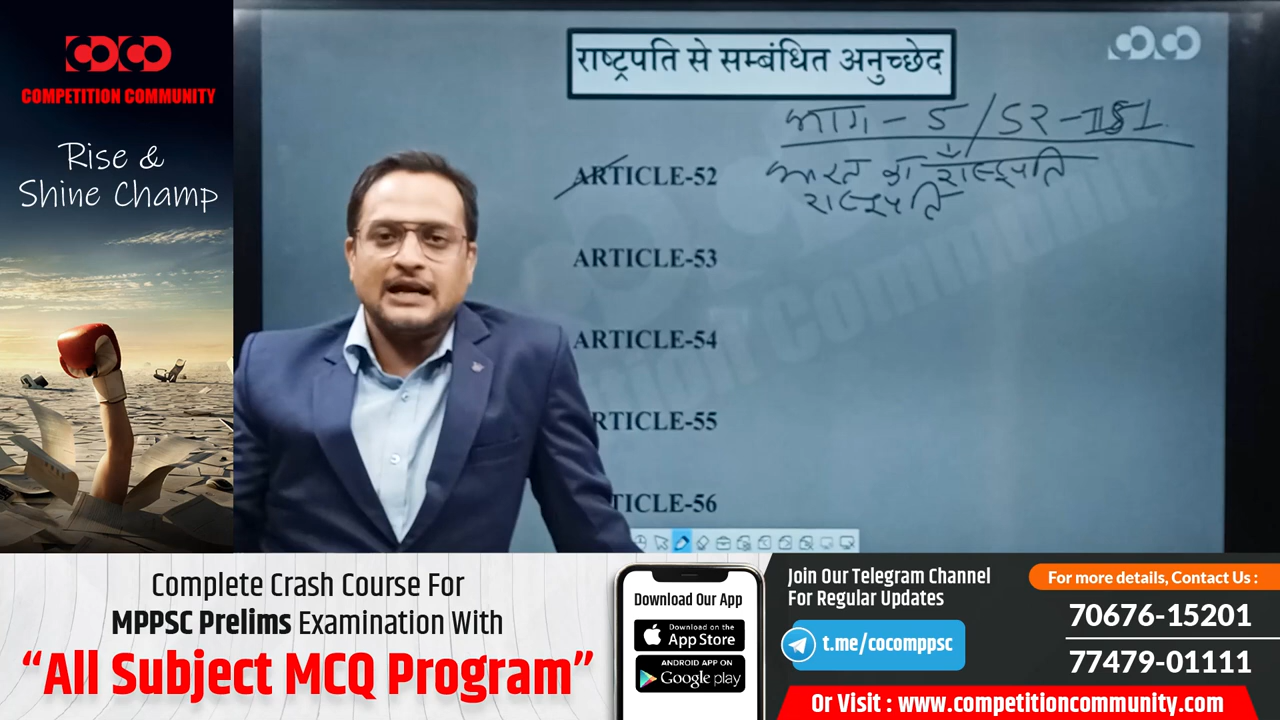 COCO
COMPETITION COMMUNITY
Rise &
Shine Champ
राष्ट्रपति से सम्बंधित अनुच्छेद
COCO
भाग - 5 /
ARTICLE-52
भारत का राष्ट्रपति
राष्ट्रपति
ARTICLE-53
ARTICLE-54
RTICLE-55
TICLE-56
Complete Crash Course For
MPPSC Prelims Examination With
“All Subject MCQ Program”
Download Our App
Download on the
App Store
ANDROID APP ON
Google play
Join Our Telegram Channel
For Regular Updates
t.me/cocomppsc
For more details, Contact Us :
70676-15201
77479-01111
Or Visit : www.competitioncommunity.com